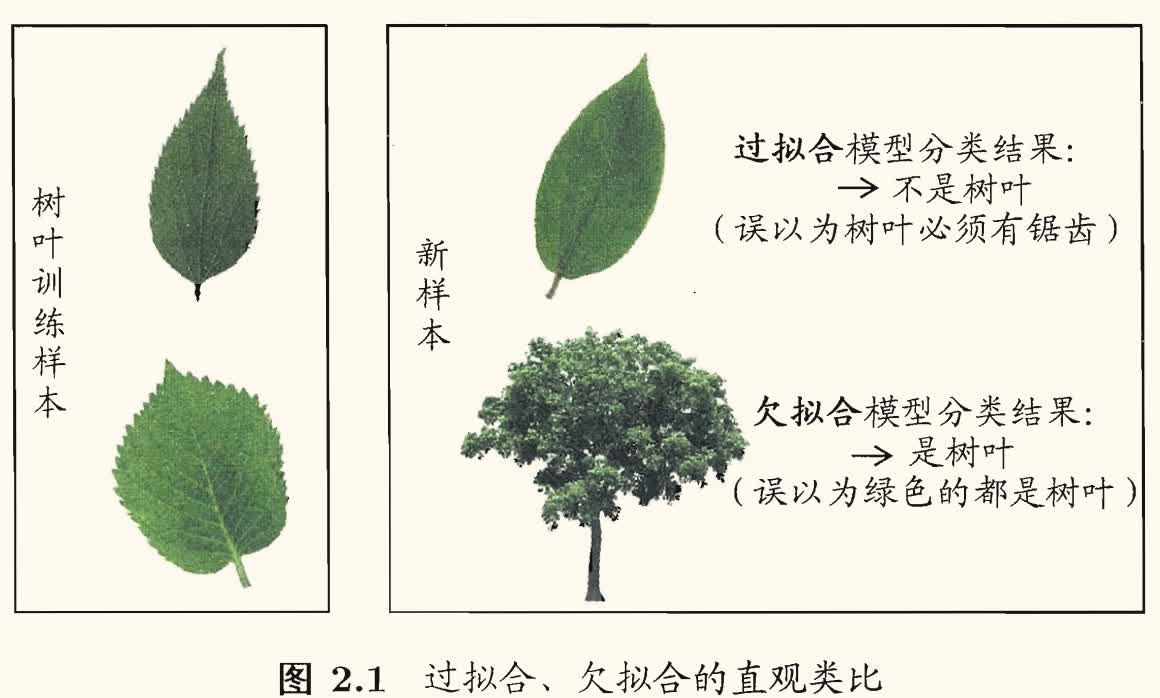 树叶训练样本
新样本
过拟合模型分类结果：
→ 不是树叶
（误以为树叶必须有锯齿）
欠拟合模型分类结果：
→ 是树叶
（误以为绿色的都是树叶）
图 2.1 过拟合、欠拟合的直观类比